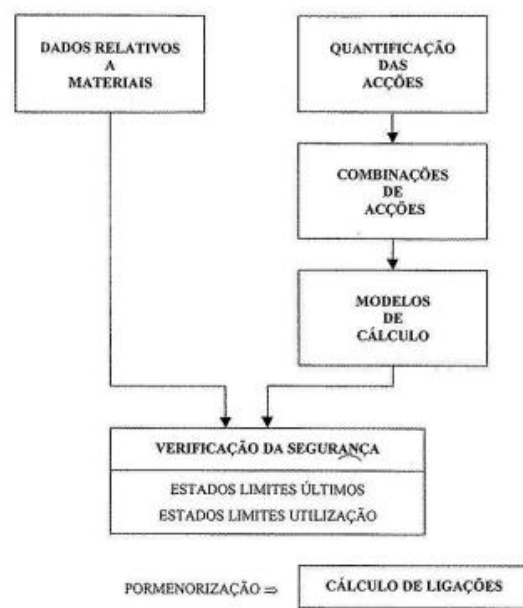 DADOS RELATIVOS
A
MATERIAIS
QUANTIFICAÇÃO
DAS
ACÇÕES
COMBINAÇÕES
DE
ACÇÕES
MODELOS
DE
CÁLCULO
VERIFICAÇÃO DA SEGURANÇA
ESTADOS LIMITES ÚLTIMOS
ESTADOS LIMITES UTILIZAÇÃO
PORMENORIZAÇÃO ⇒ CÁLCULO DE LIGAÇÕES